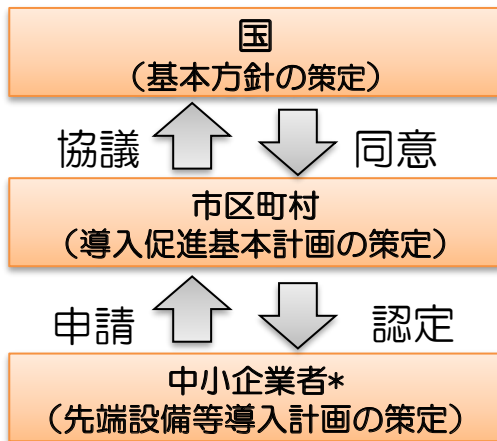 国
（基本方針の策定）
協議
同意
市区町村
（導入促進基本計画の策定）
申請
認定
中小企業者*
（先端設備等導入計画の策定）